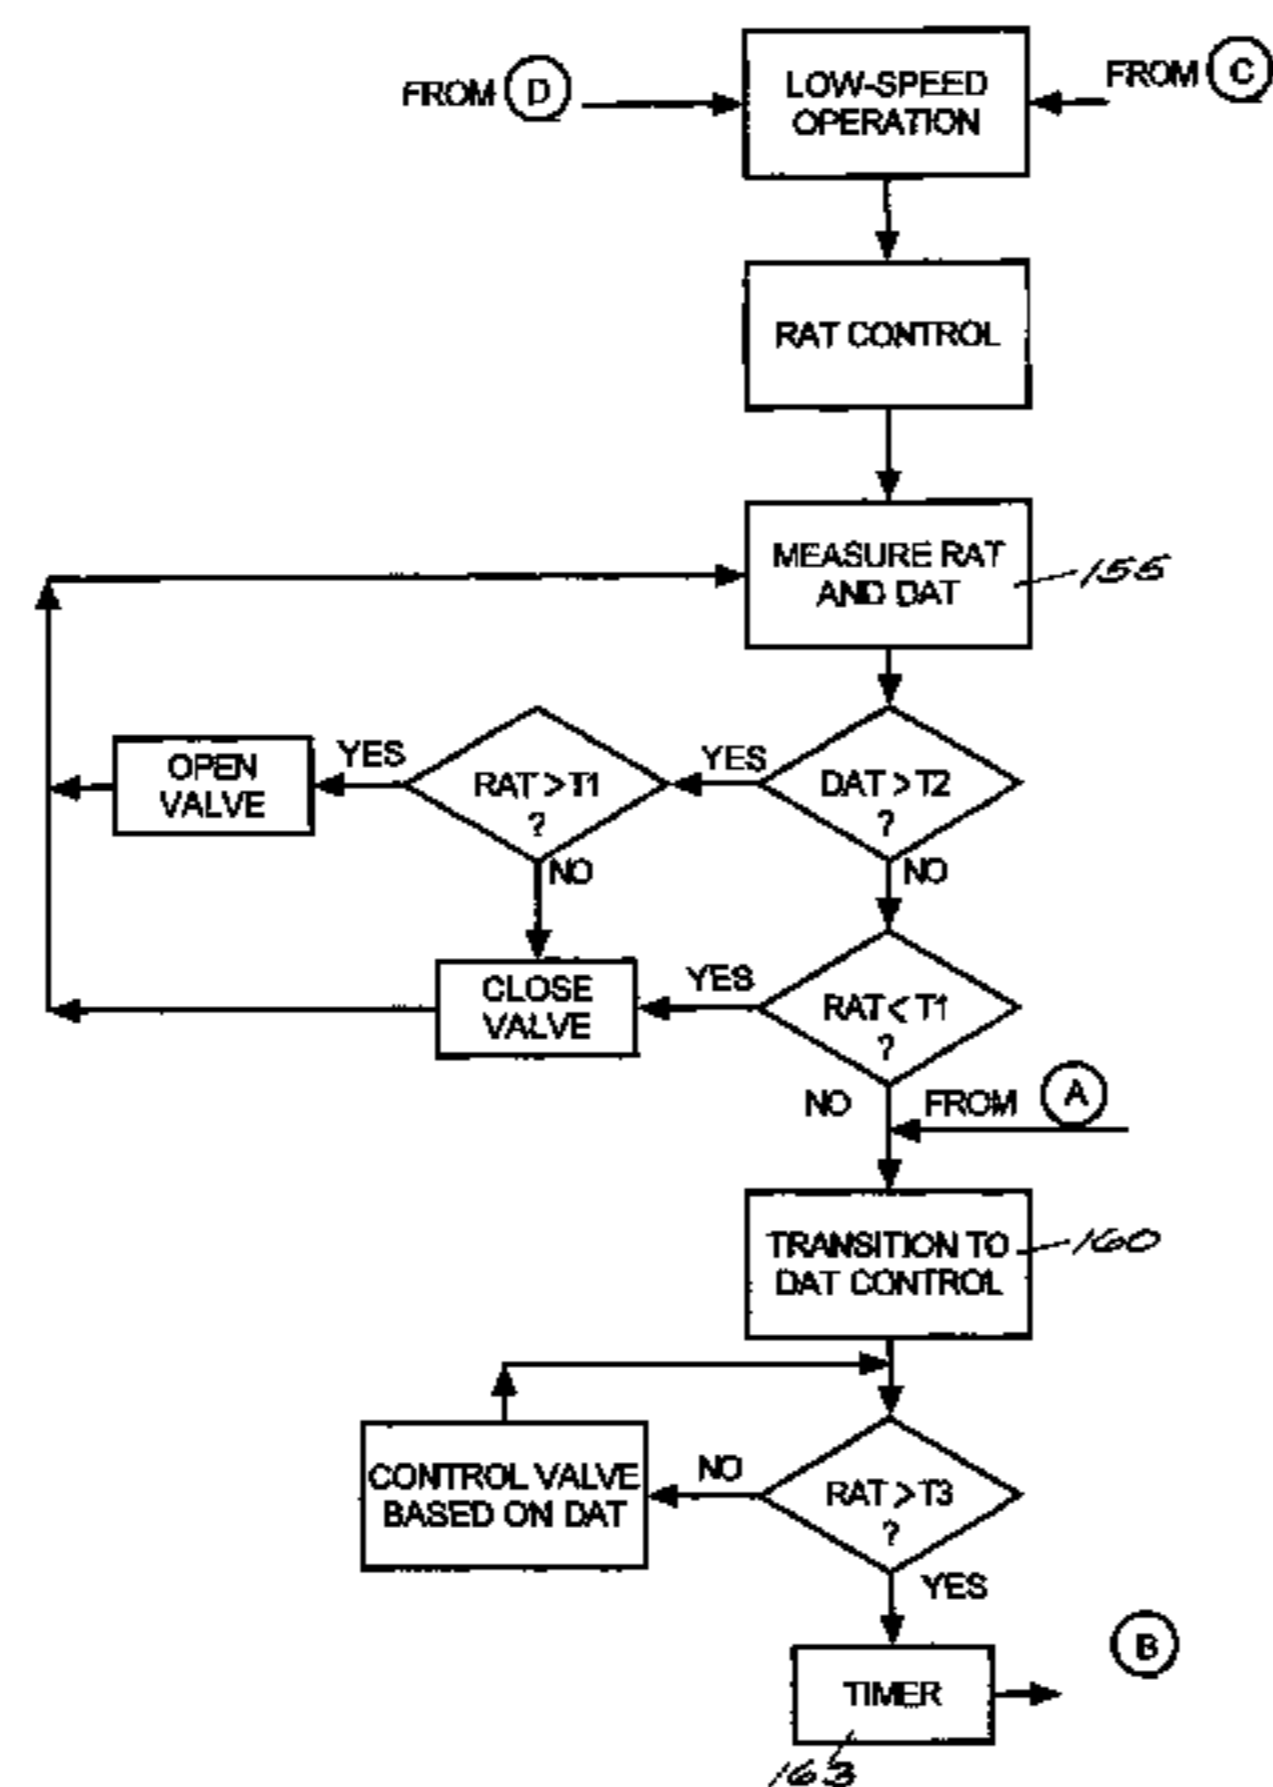 FROM D
LOW-SPEED
OPERATION
FROM C
RAT CONTROL
MEASURE RAT
AND DAT
155
OPEN
VALVE
YES
RAT > T1
?
YES
DAT > T2
?
NO
NO
CLOSE
VALVE
YES
RAT < T1
?
NO
FROM A
TRANSITION TO
DAT CONTROL
160
CONTROL VALVE
BASED ON DAT
NO
RAT > T3
?
YES
TIMER
B
163